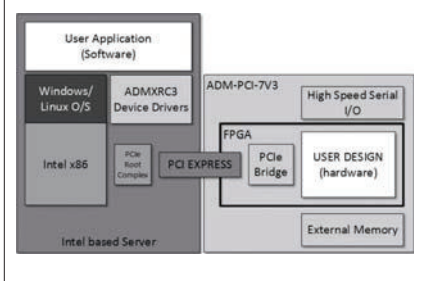 User Application
(Software)
Windows/
Linux O/S
ADMXRC3
Device Drivers
Intel x86
PCIe
Root
Complex
PCI EXPRESS
Intel based Server
ADM-PCI-7V3
High Speed Serial
I/O
FPGA
PCIe
Bridge
USER DESIGN
(hardware)
External Memory